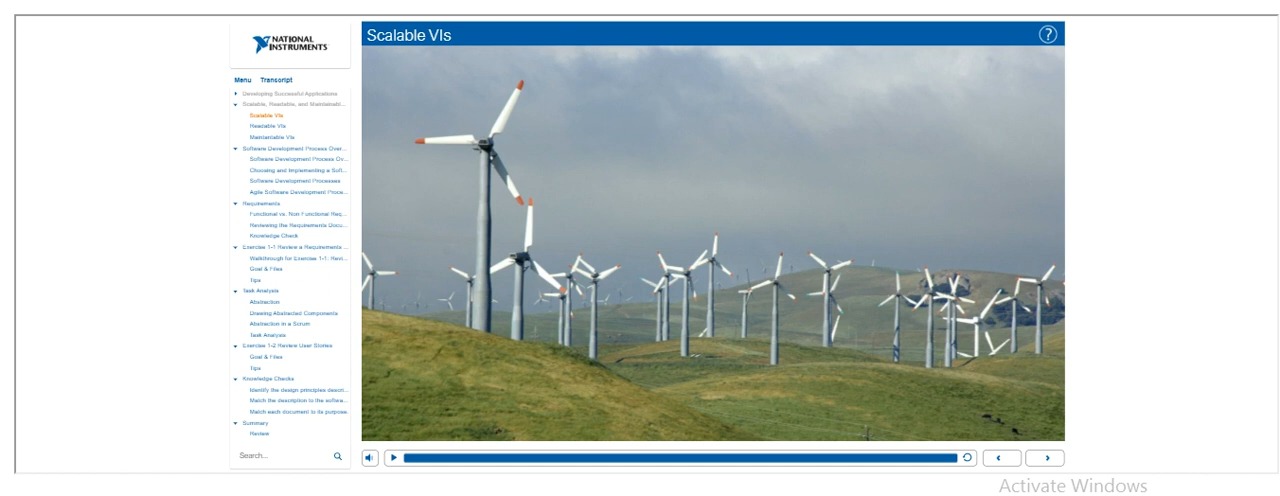 NATIONAL
INSTRUMENTS
Scalable VIs
?
Menu Transcript
Developing Successful Applications
Scalable, Readable, and Maintainabl...
Scalable VIs
Readable VIs
Maintainable VIs
Software Development Process Over...
Software Development Process Ov...
Choosing and Implementing a Soft...
Software Development Processes
Agile Software Development Proce...
Requirements
Functional vs. Non Functional Req...
Reviewing the Requirements Docu...
Knowledge Check
Exercise 1-1 Review a Requirements ...
Walkthrough for Exercise 1-1: Revi...
Goal & Files
Tips
Task Analysis
Abstraction
Drawing Abstracted Components
Abstraction in a Scrum
Task Analysis
Exercise 1-2 Review User Stories
Goal & Files
Tips
Knowledge Checks
Identify the design principles descri...
Match the description to the softwa...
Match each document to its purpose.
Summary
Review
Search...
Activate Windows